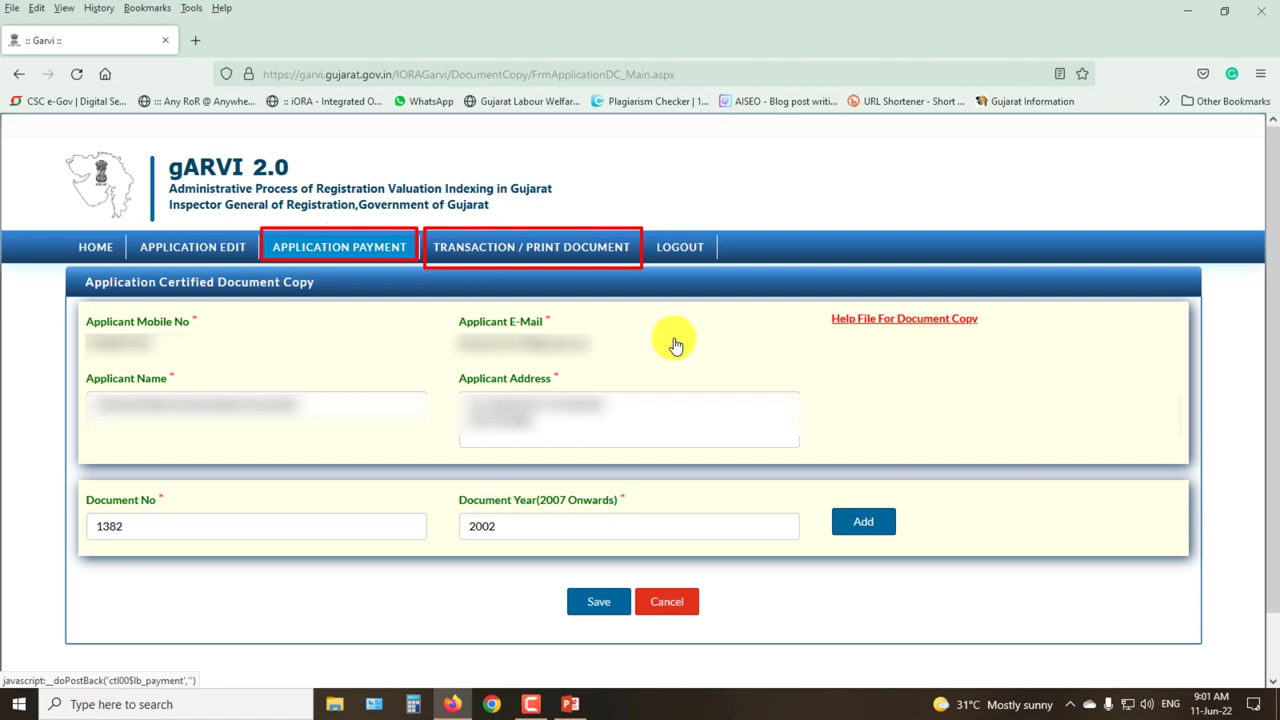 File Edit View History Bookmarks Tools Help
:: Garvi ::
https://garvi.gujarat.gov.in/IORAGarvi/DocumentCopy/FrmApplicationDC_Main.aspx
CSC e-Gov | Digital Se... ::: Any RoR @ Anywhe... :: iORA - Integrated O... WhatsApp Gujarat Labour Welfar... Plagiarism Checker | 1... AISEO - Blog post writi... URL Shortener - Short ... Gujarat Information Other Bookmarks
gARVI 2.0
Administrative Process of Registration Valuation Indexing in Gujarat
Inspector General of Registration,Government of Gujarat
HOME APPLICATION EDIT APPLICATION PAYMENT TRANSACTION / PRINT DOCUMENT LOGOUT
Application Certified Document Copy
Applicant Mobile No * Applicant E-Mail * Help File For Document Copy
Applicant Name * Applicant Address *
Document No * Document Year(2007 Onwards) *
1382 2002 Add
Save Cancel
javascript:__doPostBack('ctl00$lb_payment','')
Type here to search 31°C Mostly sunny ENG 9:01 AM
11-Jun-22